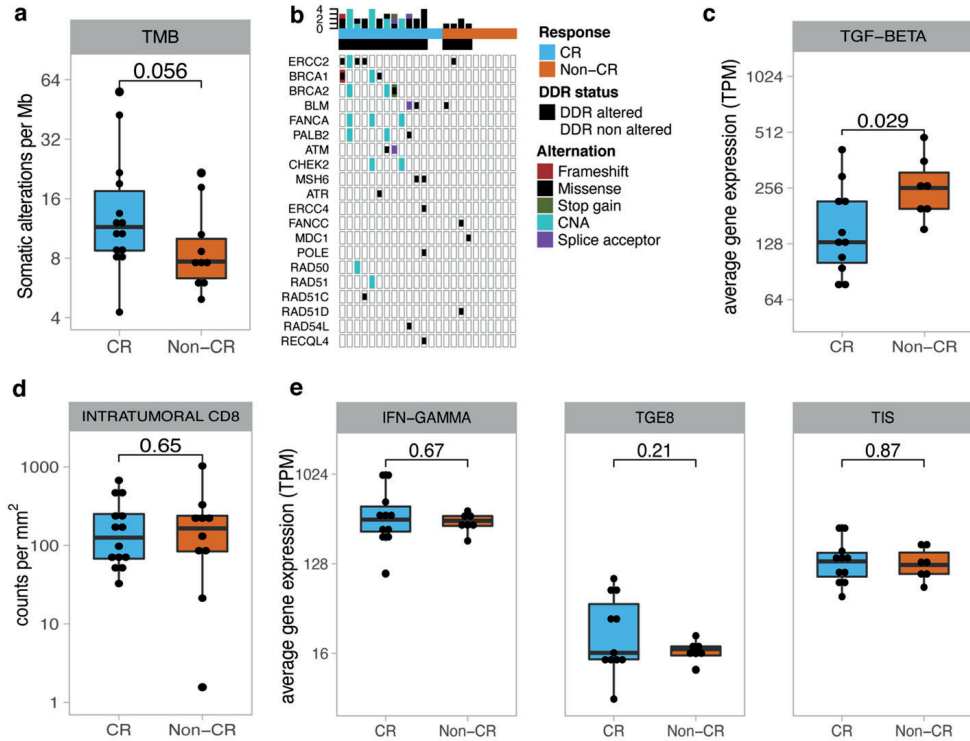 a
TMB
0.056
Somatic alterations per Mb
64
32
16
8
4
CR
Non−CR
b
4
3
2
1
0
ERCC2
BRCA1
BRCA2
BLM
FANCA
PALB2
ATM
CHEK2
MSH6
ATR
ERCC4
FANCC
MDC1
POLE
RAD50
RAD51
RAD51C
RAD51D
RAD54L
RECQL4
Response
CR
Non−CR
DDR status
DDR altered
DDR non altered
Alternation
Frameshift
Missense
Stop gain
CNA
Splice acceptor
c
TGF−BETA
0.029
average gene expression (TPM)
1024
512
256
128
64
CR
Non−CR
d
INTRATUMORAL CD8
0.65
counts per mm²
1000
100
10
1
CR
Non−CR
e
IFN−GAMMA
TGE8
TIS
0.67
0.21
0.87
average gene expression (TPM)
1024
128
16
CR
Non−CR
CR
Non−CR
CR
Non−CR